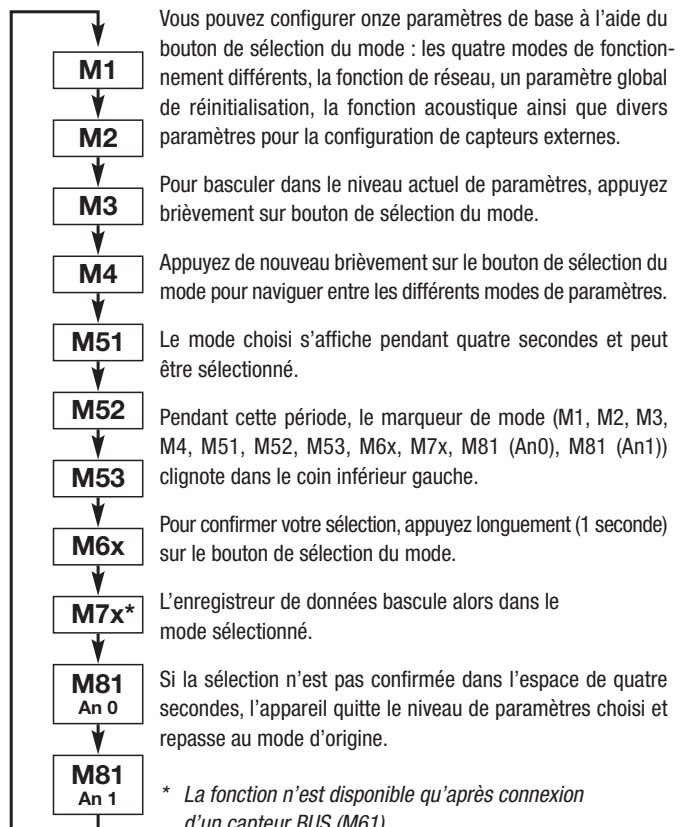 M1
M2
M3
M4
M51
M52
M53
M6x
M7x*
M81
An 0
M81
An 1
Vous pouvez configurer onze paramètres de base à l'aide du
bouton de sélection du mode : les quatre modes de fonction-
nement différents, la fonction de réseau, un paramètre global
de réinitialisation, la fonction acoustique ainsi que divers
paramètres pour la configuration de capteurs externes.
Pour basculer dans le niveau actuel de paramètres, appuyez
brièvement sur bouton de sélection du mode.
Appuyez de nouveau brièvement sur le bouton de sélection du
mode pour naviguer entre les différents modes de paramètres.
Le mode choisi s'affiche pendant quatre secondes et peut
être sélectionné.
Pendant cette période, le marqueur de mode (M1, M2, M3,
M4, M51, M52, M53, M6x, M7x, M81 (An0), M81 (An1))
clignote dans le coin inférieur gauche.
Pour confirmer votre sélection, appuyez longuement (1 seconde)
sur le bouton de sélection du mode.
L'enregistreur de données bascule alors dans le
mode sélectionné.
Si la sélection n'est pas confirmée dans l'espace de quatre
secondes, l'appareil quitte le niveau de paramètres choisi et
repasse au mode d'origine.
* La fonction n'est disponible qu'après connexion
d'un capteur BUS (M61)